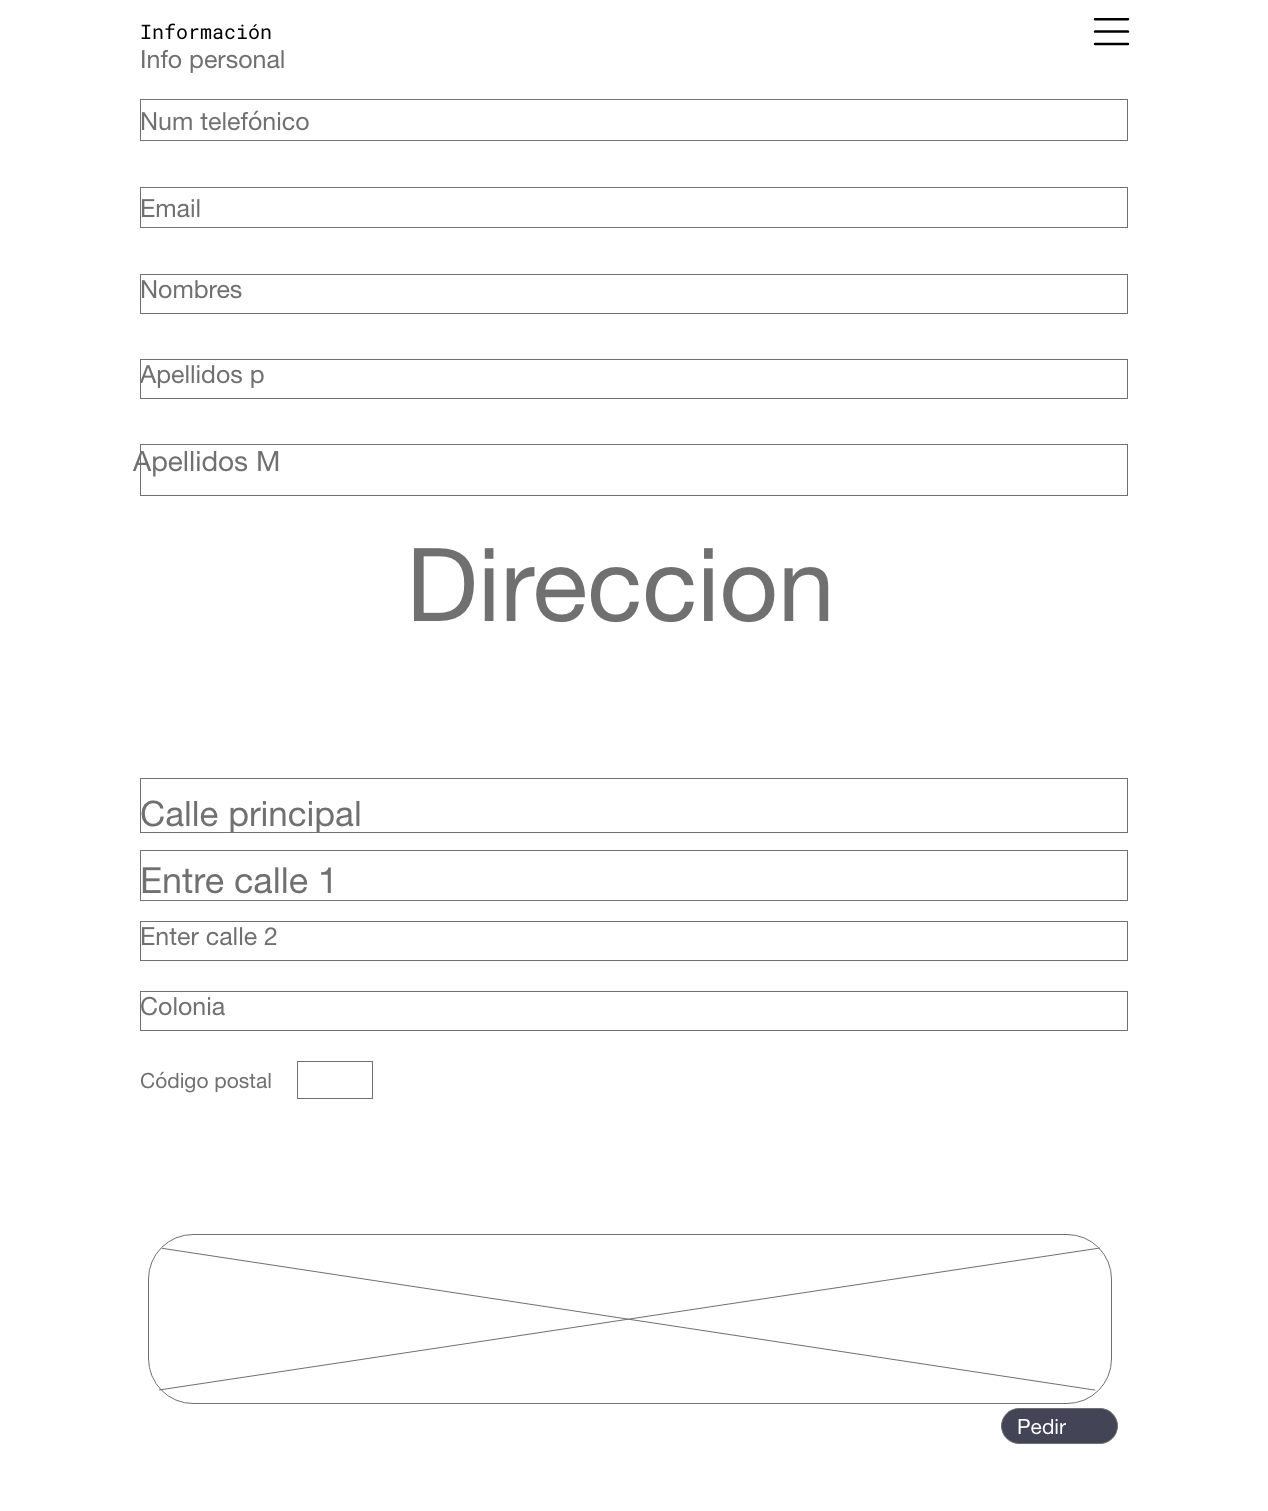 Información
Info personal
Num telefónico
Email
Nombres
Apellidos p
Apellidos M
Direccion
Calle principal
Entre calle 1
Enter calle 2
Colonia
Código postal
Pedir